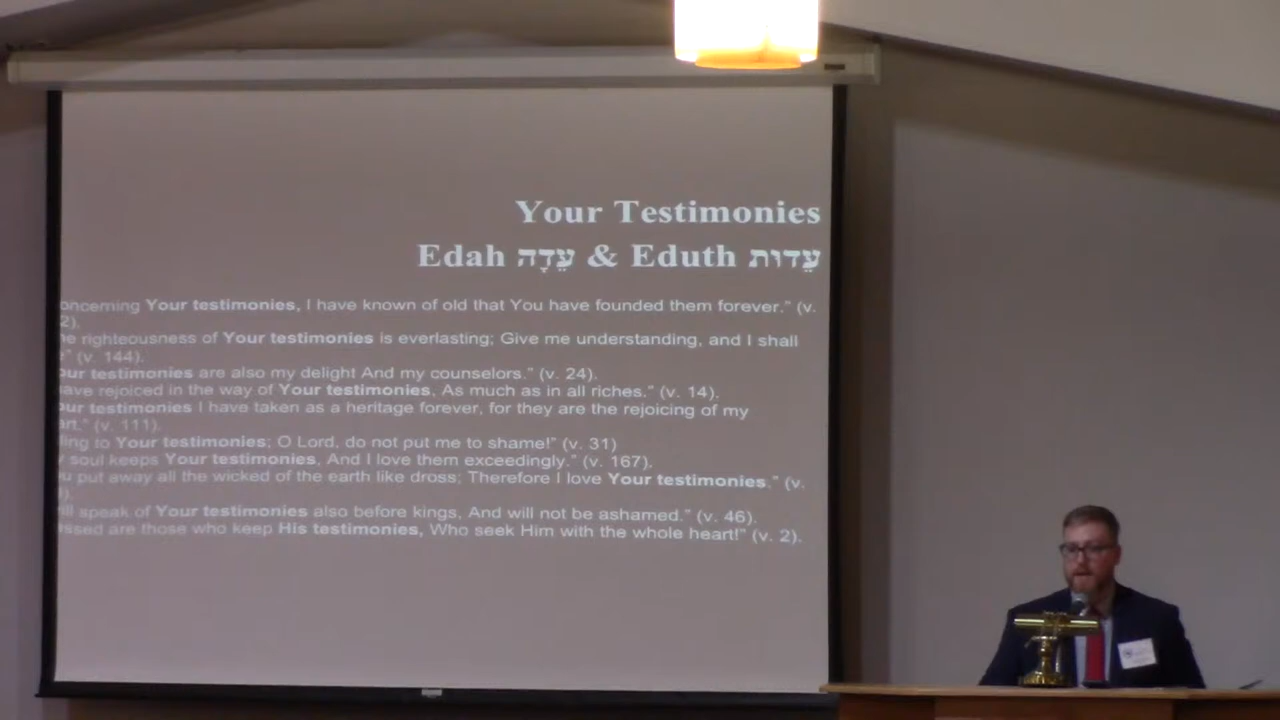 Your Testimonies
Edah עֵדָה & Eduth עֵדוּת
oncerning Your testimonies, I have known of old that You have founded them forever." (v.
2).
e righteousness of Your testimonies is everlasting; Give me understanding, and I shall
" (v. 144).
our testimonies are also my delight And my counselors." (v. 24).
ave rejoiced in the way of Your testimonies, As much as in all riches." (v. 14).
our testimonies I have taken as a heritage forever, for they are the rejoicing of my
art." (v. 111).
ling to Your testimonies; O Lord, do not put me to shame!" (v. 31)
soul keeps Your testimonies, And I love them exceedingly." (v. 167).
u put away all the wicked of the earth like dross; Therefore I love Your testimonies." (v.
).
ill speak of Your testimonies also before kings, And will not be ashamed." (v. 46).
ssed are those who keep His testimonies, Who seek Him with the whole heart!" (v. 2).